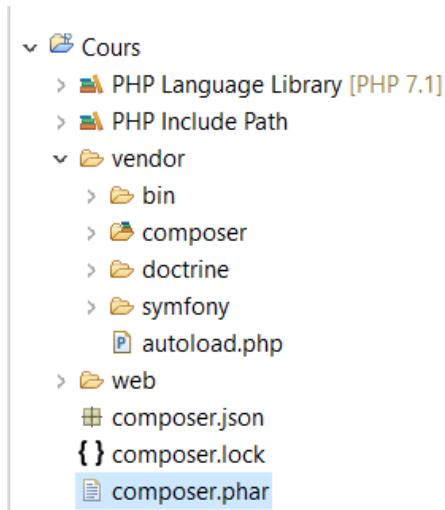 Cours
PHP Language Library [PHP 7.1]
PHP Include Path
vendor
bin
composer
doctrine
symfony
autoload.php
web
composer.json
composer.lock
composer.phar